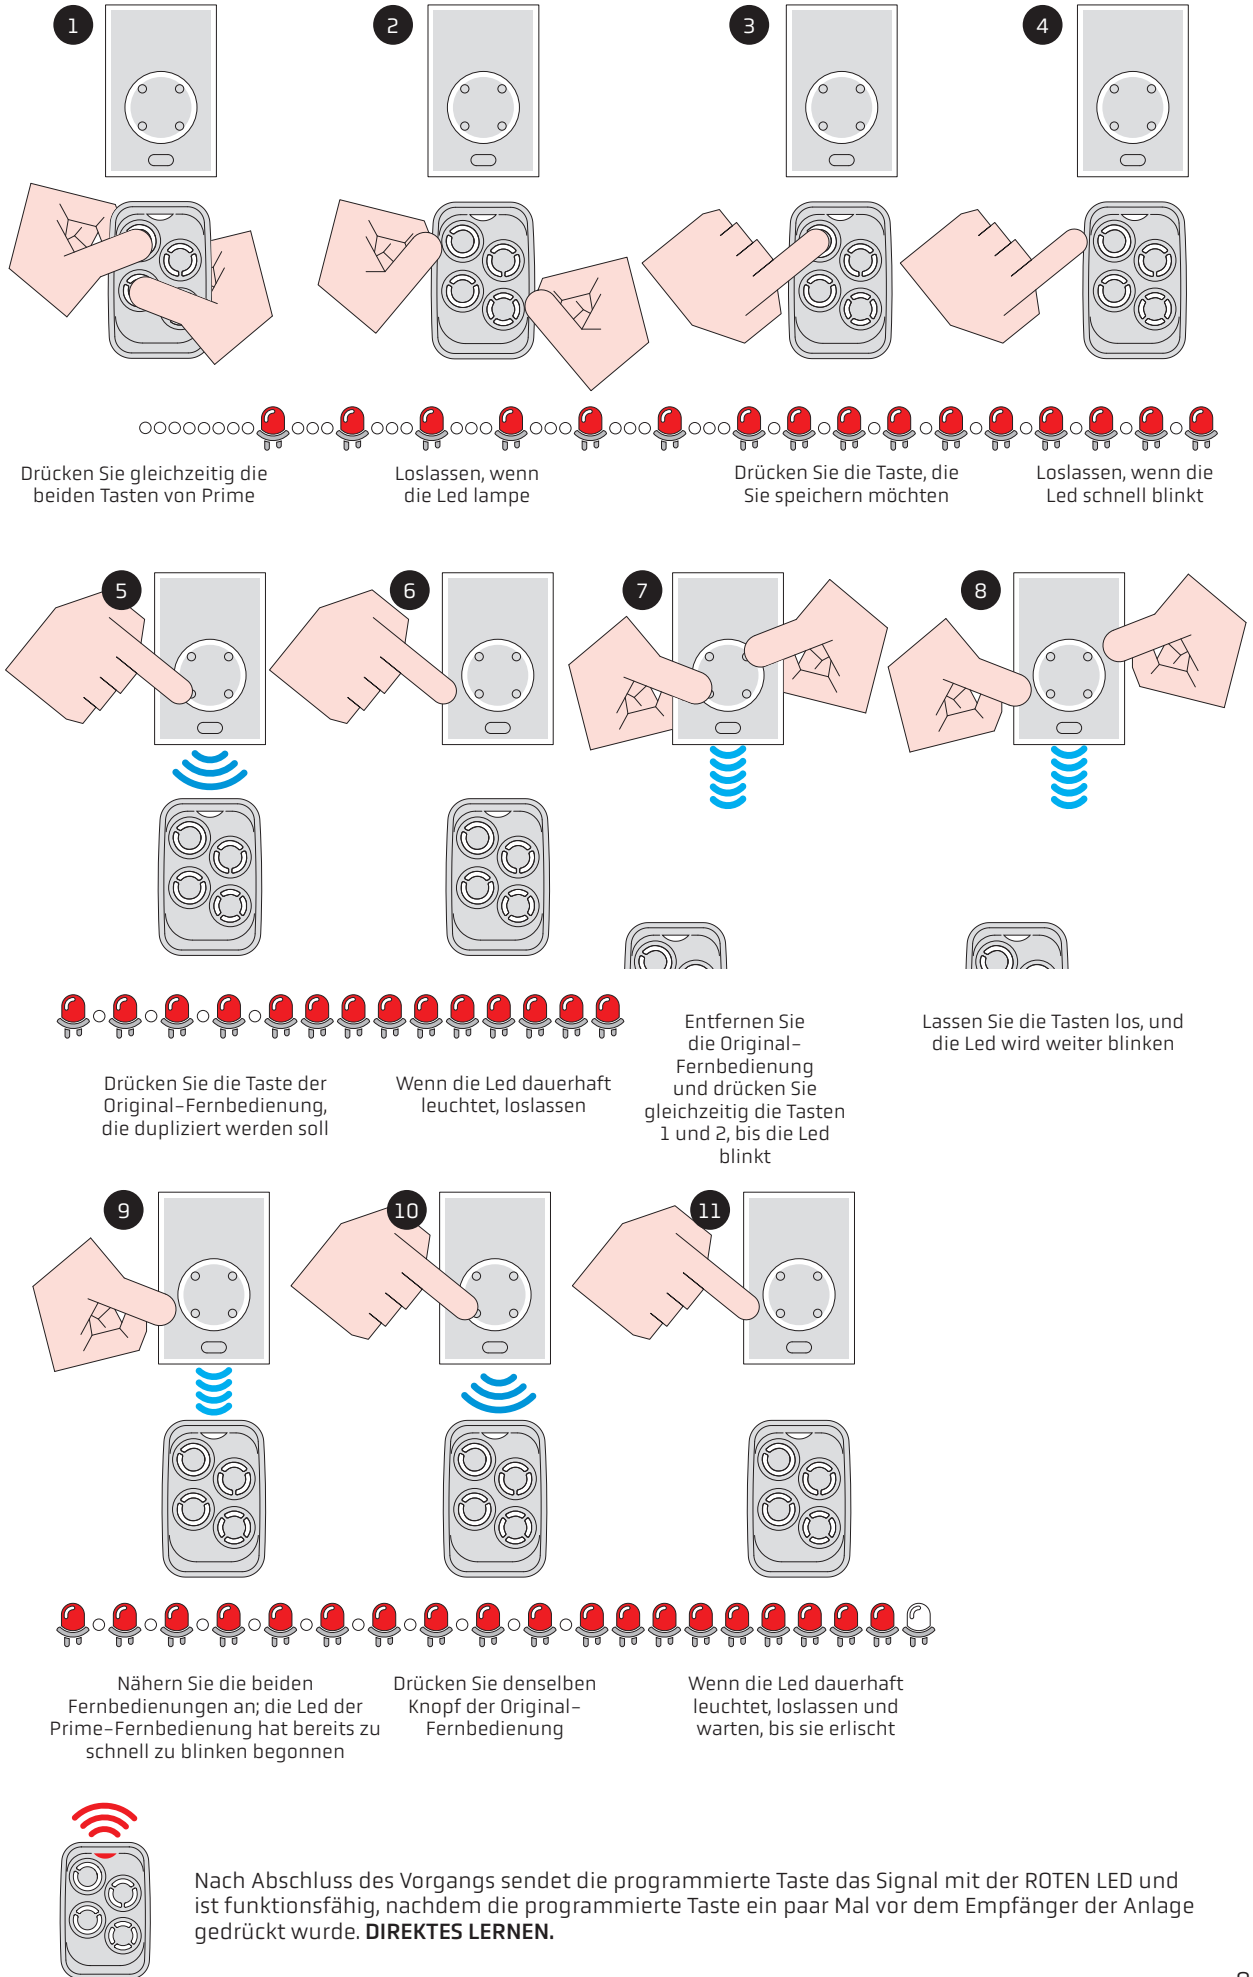 1
2
3
4
Drücken Sie gleichzeitig die
beiden Tasten von Prime
Loslassen, wenn
die Led lampe
Drücken Sie die Taste, die
Sie speichern möchten
Loslassen, wenn die
Led schnell blinkt
5
6
7
8
Drücken Sie die Taste der
Original-Fernbedienung,
die dupliziert werden soll
Wenn die Led dauerhaft
leuchtet, loslassen
Entfernen Sie
die Original-
Fernbedienung
und drücken Sie
gleichzeitig die Tasten
1 und 2, bis die Led
blinkt
Lassen Sie die Tasten los, und
die Led wird weiter blinken
9
10
11
Nähern Sie die beiden
Fernbedienungen an; die Led der
Prime-Fernbedienung hat bereits zu
schnell zu blinken begonnen
Drücken Sie denselben
Knopf der Original-
Fernbedienung
Wenn die Led dauerhaft
leuchtet, loslassen und
warten, bis sie erlischt
Nach Abschluss des Vorgangs sendet die programmierte Taste das Signal mit der ROTEN LED und
ist funktionsfähig, nachdem die programmierte Taste ein paar Mal vor dem Empfänger der Anlage
gedrückt wurde. DIREKTES LERNEN.